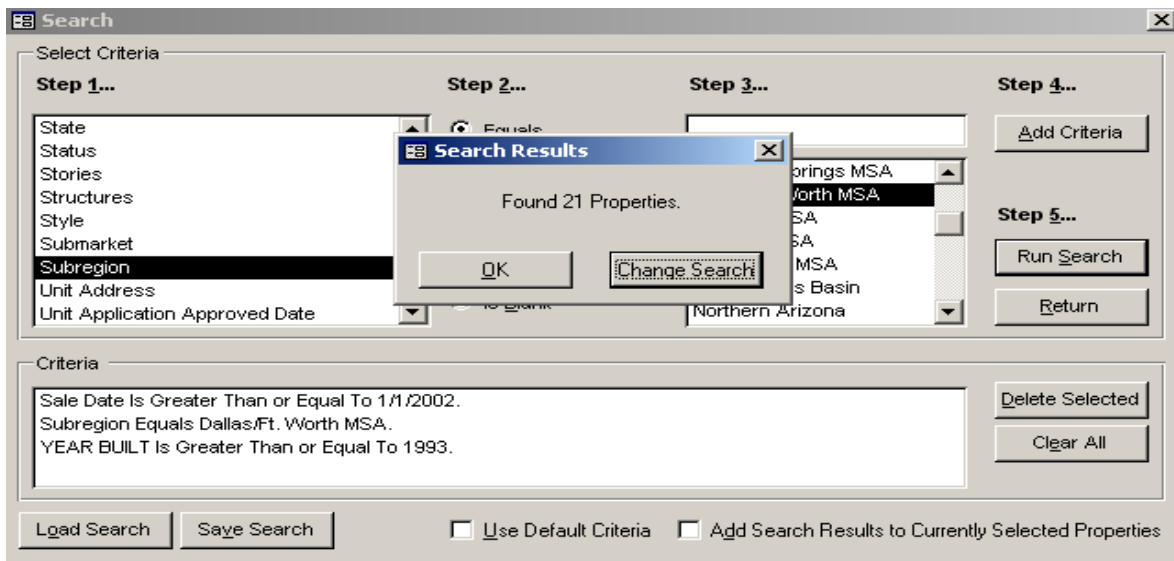 Search
Select Criteria
Step 1...
Step 2...
Step 3...
Step 4...
State
Status
Stories
Structures
Style
Submarket
Subregion
Unit Address
Unit Application Approved Date
Equals
MSA
Worth MSA
MSA
Basin
Northern Arizona
Add Criteria
Step 5...
Run Search
Return
Search Results
Found 21 Properties.
OK
Change Search
Criteria
Sale Date Is Greater Than or Equal To 1/1/2002.
Subregion Equals Dallas/Ft. Worth MSA.
YEAR BUILT Is Greater Than or Equal To 1993.
Delete Selected
Clear All
Load Search
Save Search
Use Default Criteria
Add Search Results to Currently Selected Properties